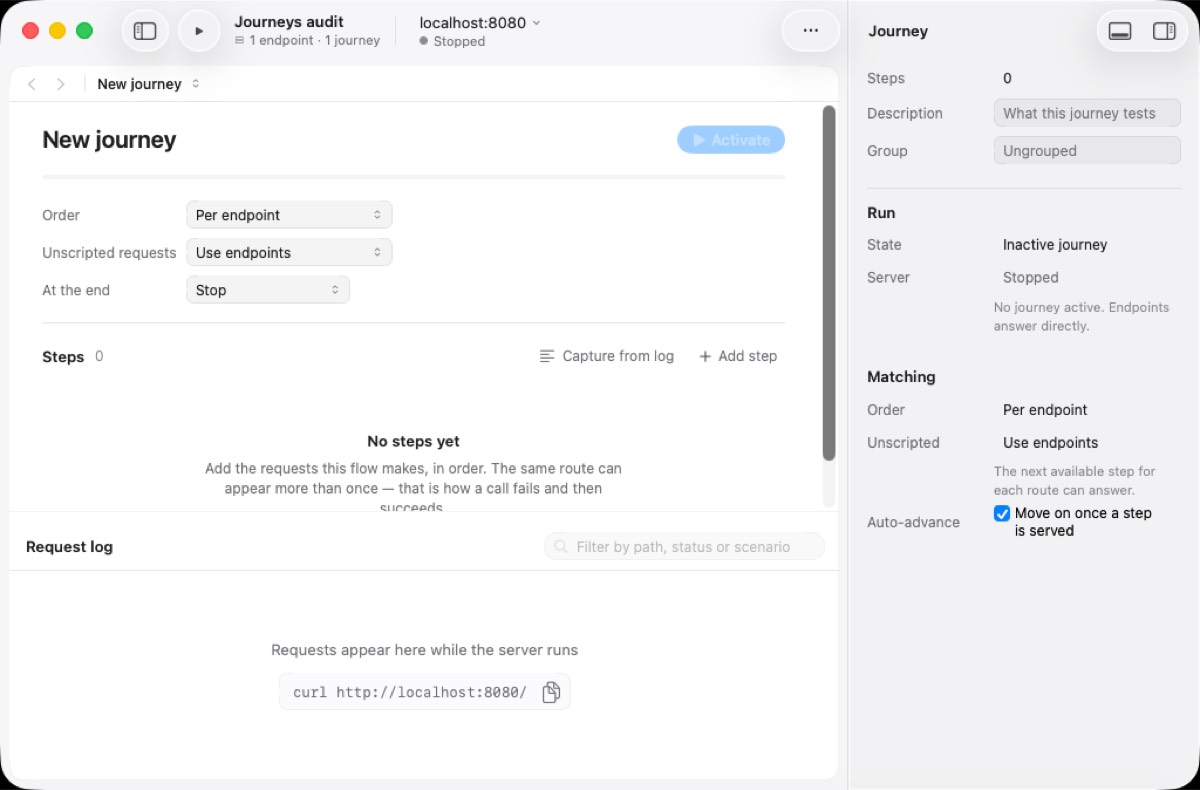 Journeys audit
1 endpoint · 1 journey
localhost:8080
Stopped
New journey
New journey
Activate
Order
Per endpoint
Unscripted requests
Use endpoints
At the end
Stop
Steps 0
Capture from log
Add step
No steps yet
Add the requests this flow makes, in order. The same route can
appear more than once — that is how a call fails and then
succeeds.
Request log
Filter by path, status or scenario
Requests appear here while the server runs
curl http://localhost:8080/
Journey
Steps
0
Description
What this journey tests
Group
Ungrouped
Run
State
Inactive journey
Server
Stopped
No journey active. Endpoints
answer directly.
Matching
Order
Per endpoint
Unscripted
Use endpoints
The next available step for
each route can answer.
Auto-advance
Move on once a step
is served